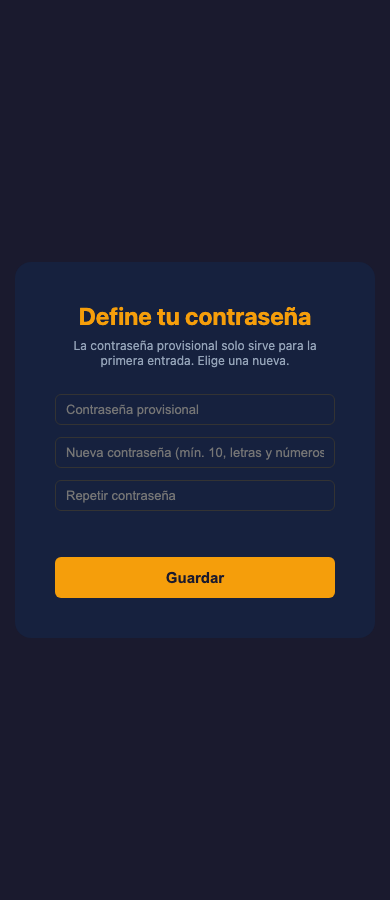 Define tu contraseña
La contraseña provisional solo sirve para la
primera entrada. Elige una nueva.
Contraseña provisional
Nueva contraseña (mín. 10, letras y números
Repetir contraseña
Guardar